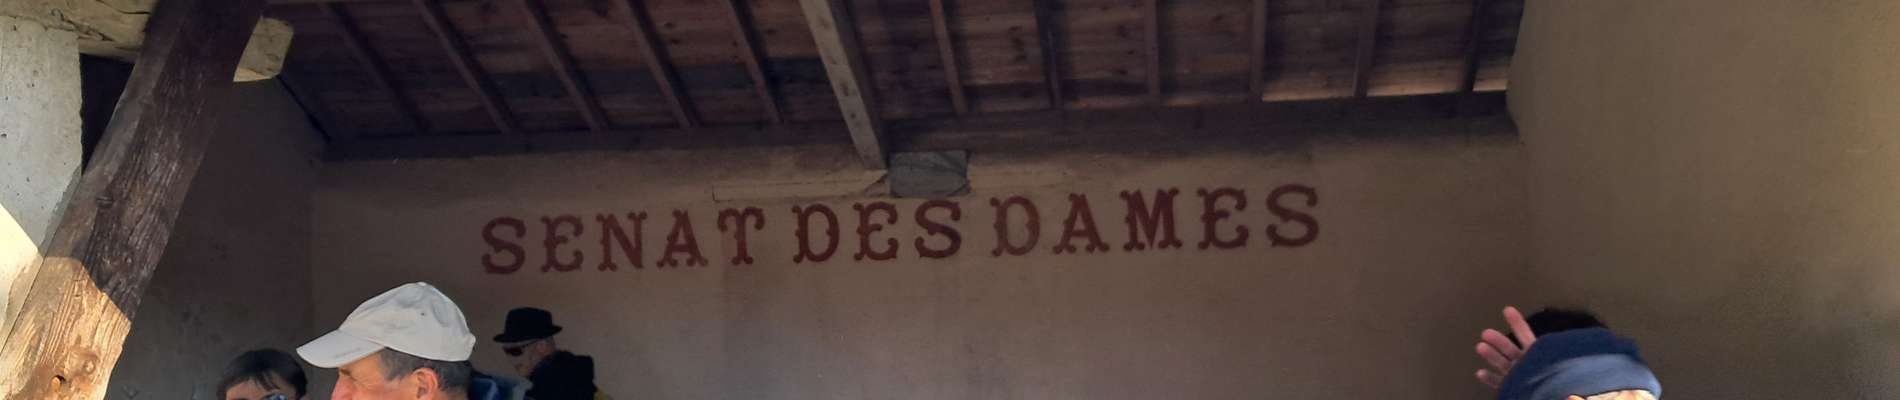 SENAT DES DAMES